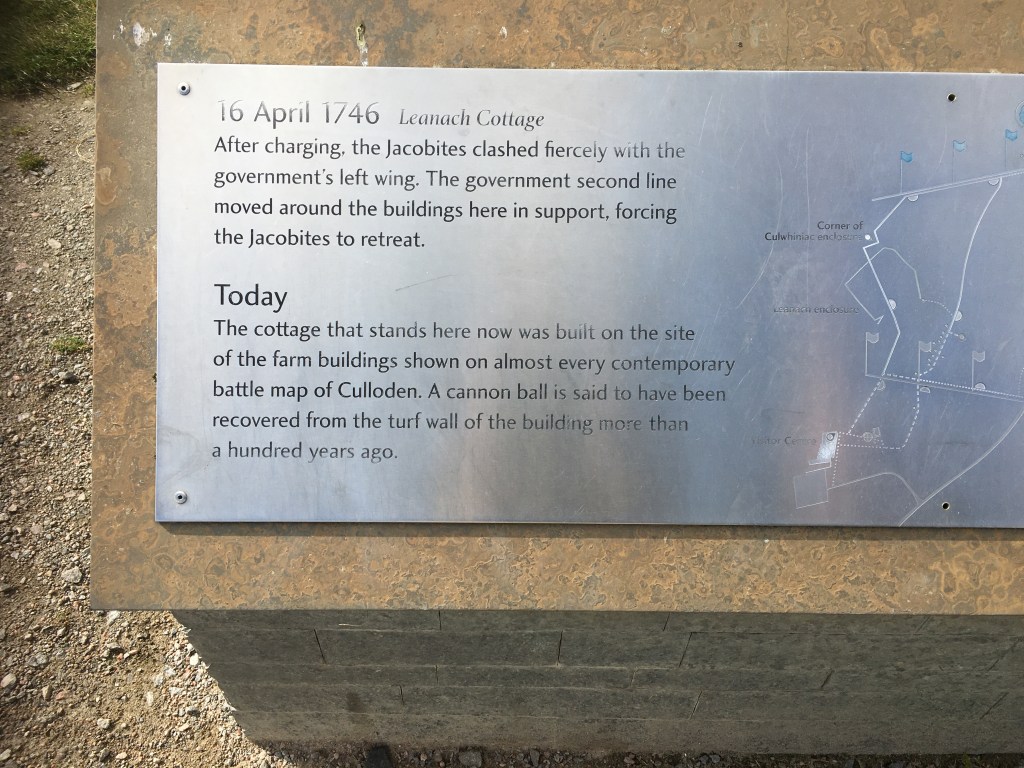 16 April 1746 Leanach Cottage
After charging, the Jacobites clashed fiercely with the
government's left wing. The government second line
moved around the buildings here in support, forcing
the Jacobites to retreat.
Today
The cottage that stands here now was built on the site
of the farm buildings shown on almost every contemporary
battle map of Culloden. A cannon ball is said to have been
recovered from the turf wall of the building more than
a hundred years ago.
Corner of
Culwhiniac enclosure
Leanach enclosure
Visitor Centre